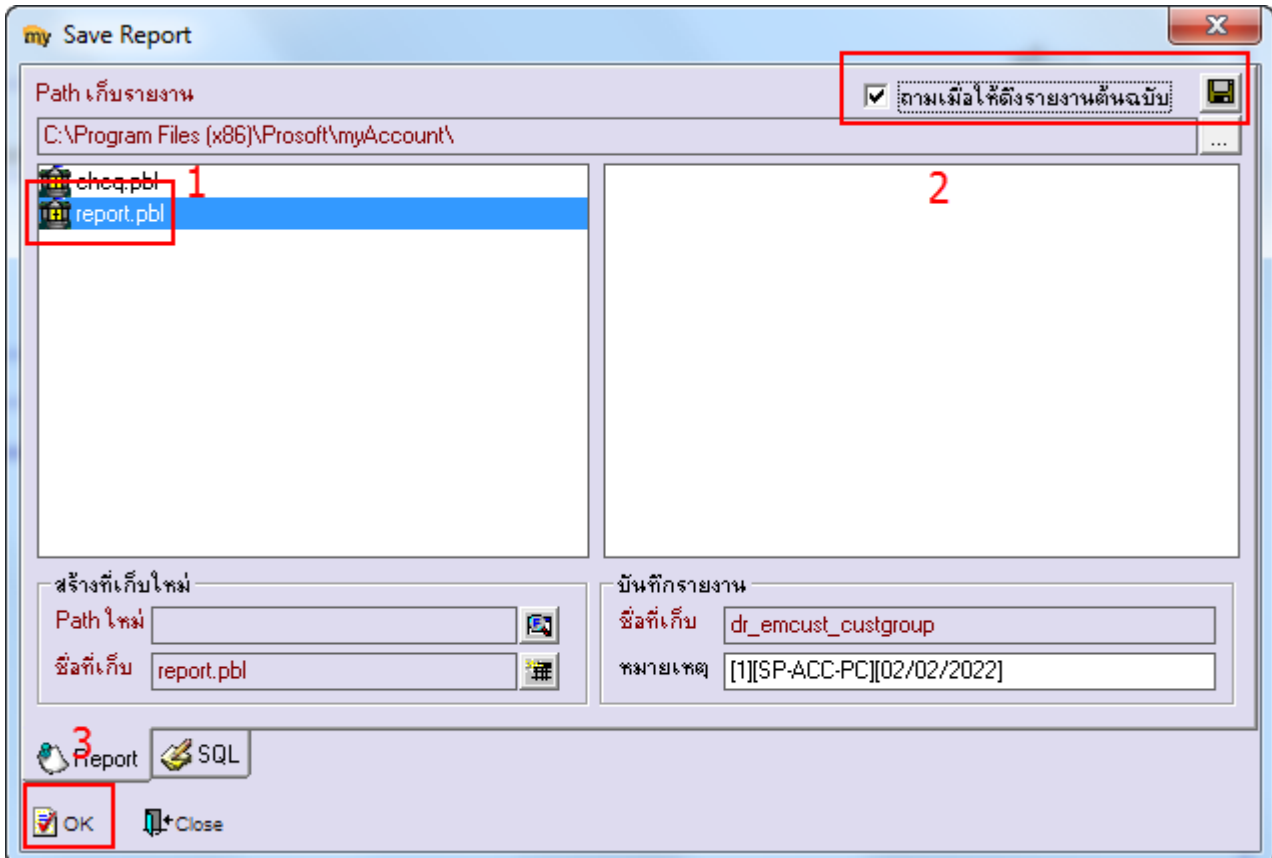 my Save Report
Path เก็บรายงาน
ถามเมื่อให้ดึงรายงานต้นฉบับ
C:\Program Files (x86)\Prosoft\myAccount\
...
cheq.pbl
1
report.pbl
2
สร้างที่เก็บใหม่
Path ใหม่
ชื่อที่เก็บ report.pbl
บันทึกรายงาน
ชื่อที่เก็บ dr_emcust_custgroup
หมายเหตุ [1][SP-ACC-PC][02/02/2022]
3
Report SQL
OK Close